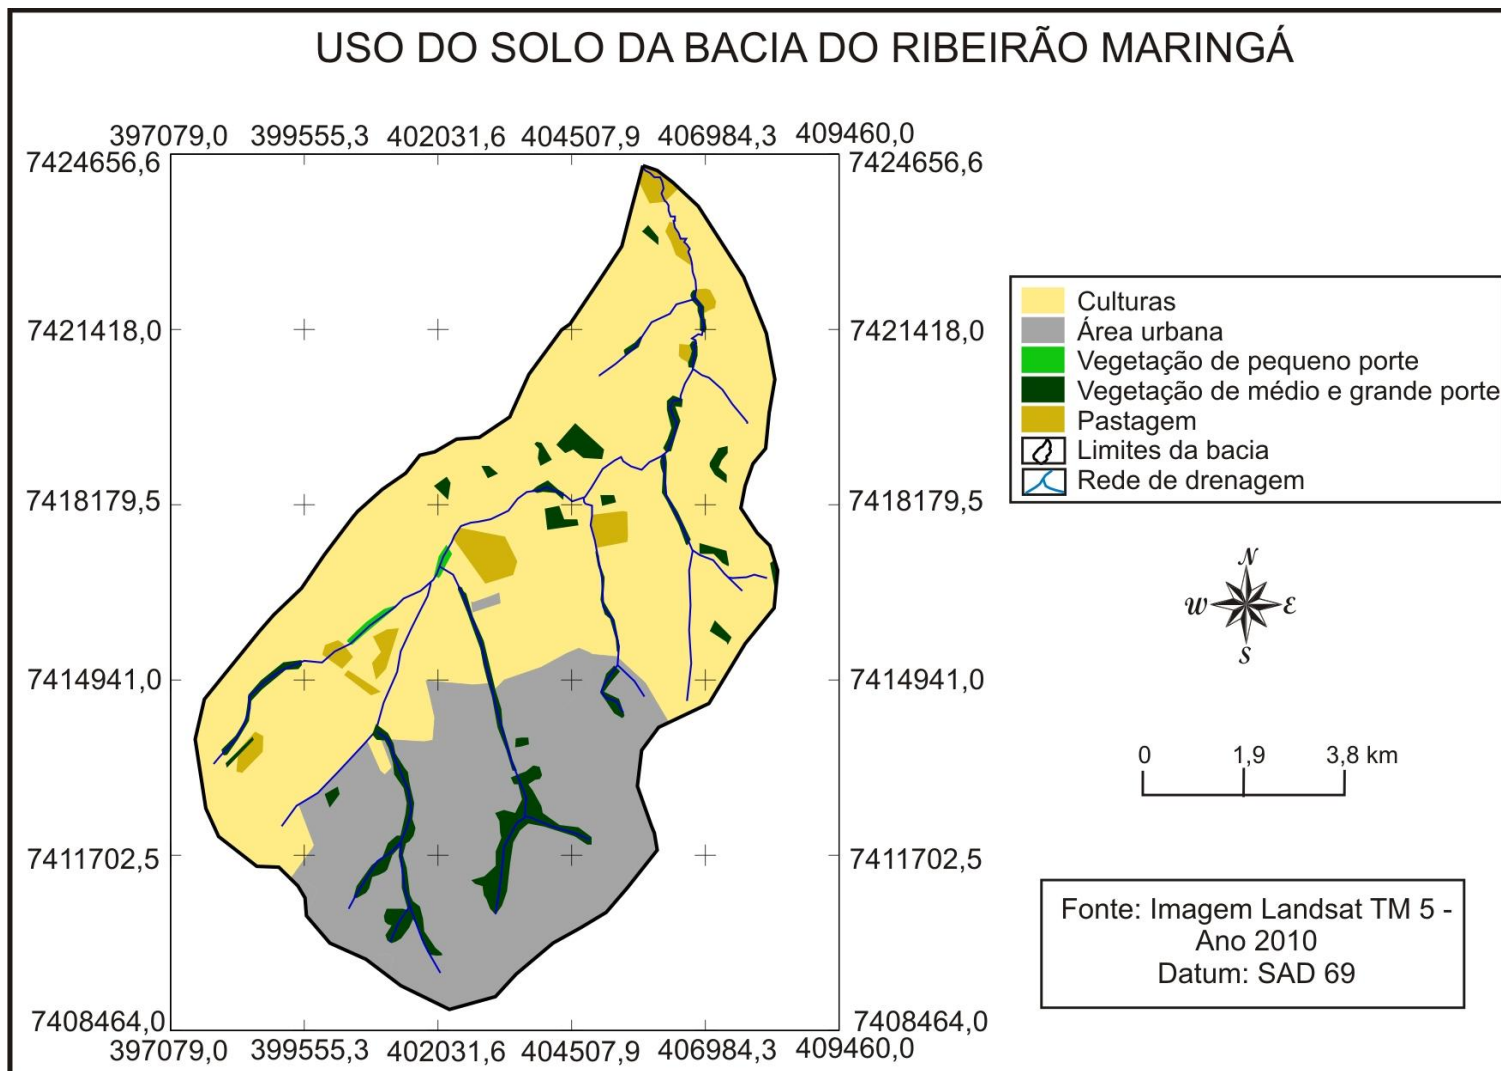 USO DO SOLO DA BACIA DO RIBEIRÃO MARINGÁ
397079,0 399555,3 402031,6 404507,9 406984,3 409460,0
7424656,6 7424656,6
7421418,0 7421418,0
7418179,5 7418179,5
7414941,0 7414941,0
7411702,5 7411702,5
7408464,0 7408464,0
397079,0 399555,3 402031,6 404507,9 406984,3 409460,0
Culturas
Área urbana
Vegetação de pequeno porte
Vegetação de médio e grande porte
Pastagem
Limites da bacia
Rede de drenagem
N
W E
S
0 1,9 3,8 km
Fonte: Imagem Landsat TM 5 -
Ano 2010
Datum: SAD 69